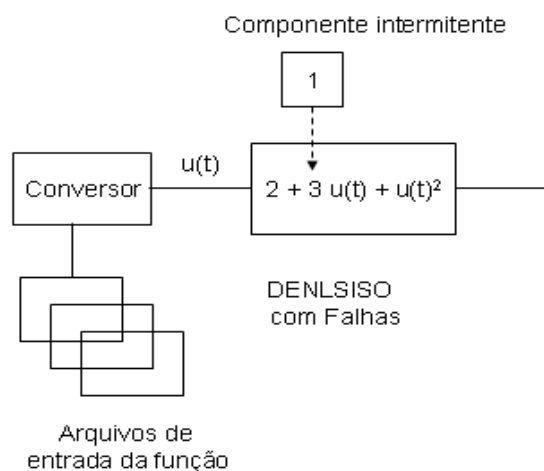 Componente intermitente
1
u(t)
Conversor
2 + 3 u(t) + u(t)²
DENLSISO
com Falhas
Arquivos de
entrada da função